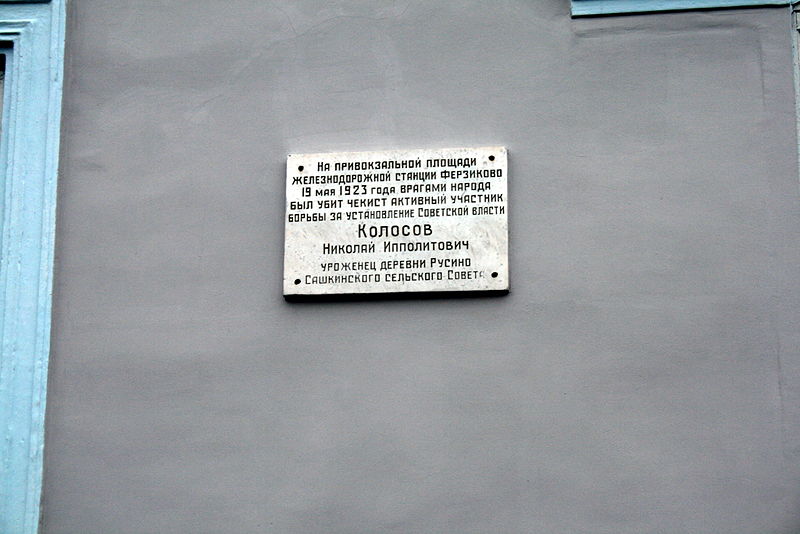 На привокзальной площади
железнодорожной станции Ферзиково
19 мая 1923 года врагами народа
был убит чекист активный участник
борьбы за установление Советской власти
Колосов
Николай Ипполитович
уроженец деревни Русино
Сашкинского сельского Совета